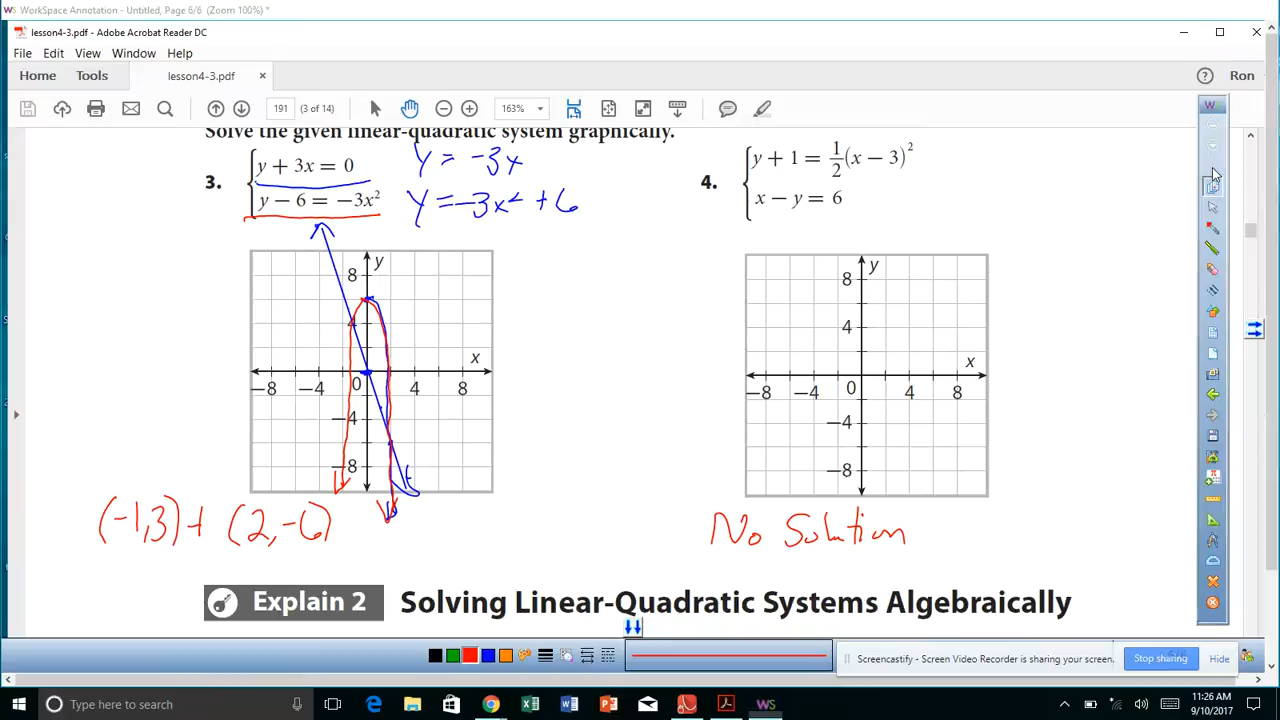 WS WorkSpace Annotation - Untitled, Page 6/6 (Zoom 100%) *
lesson4-3.pdf - Adobe Acrobat Reader DC
File Edit View Window Help
Home Tools lesson4-3.pdf × ? Ron
191 (3 of 14) 163%
W
Solve the given linear-quadratic system graphically.
3. y + 3x = 0 y = -3x
y − 6 = −3x² y = -3x² + 6
4. y + 1 = 1/2(x − 3)²
x − y = 6
y
8
4
x
−8 −4 0 4 8
−4
−8
y
8
4
x
−8 −4 0 4 8
−4
−8
(-1,3) + (2,-6)
No Solution
Explain 2 Solving Linear-Quadratic Systems Algebraically
Screencastify - Screen Video Recorder is sharing your screen. Stop sharing Hide
Type here to search
11:26 AM
9/10/2017